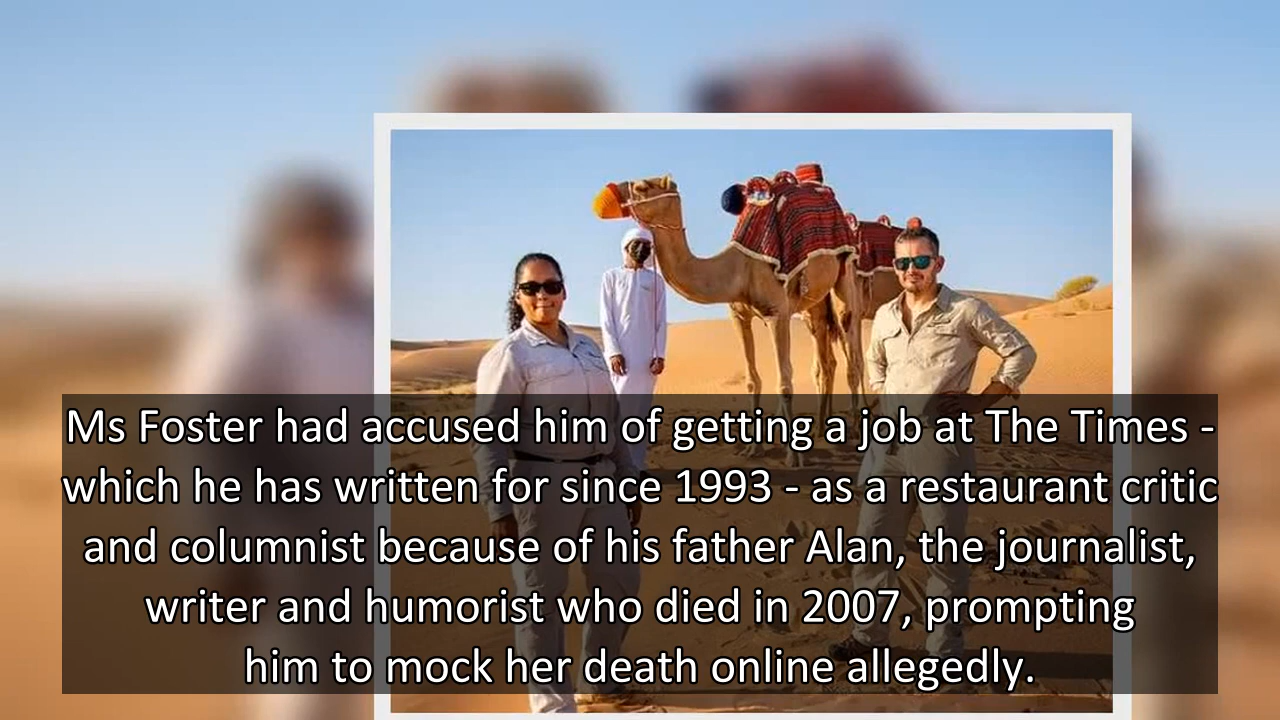 Ms Foster had accused him of getting a job at The Times -
which he has written for since 1993 - as a restaurant critic
and columnist because of his father Alan, the journalist,
writer and humorist who died in 2007, prompting
him to mock her death online allegedly.